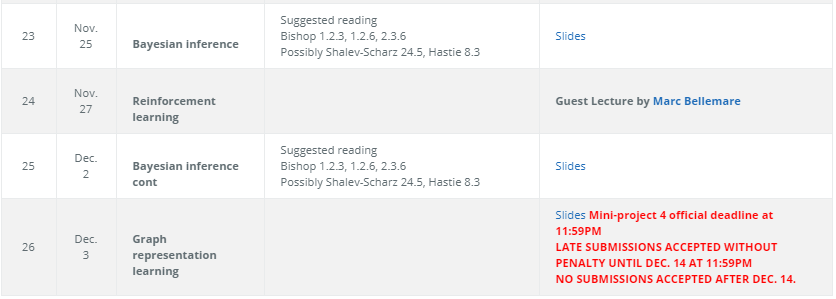 23
Nov.
25
Bayesian inference
Suggested reading
Bishop 1.2.3, 1.2.6, 2.3.6
Possibly Shalev-Scharz 24.5, Hastie 8.3
Slides
24
Nov.
27
Reinforcement
learning
Guest Lecture by Marc Bellemare
25
Dec.
2
Bayesian inference
cont
Suggested reading
Bishop 1.2.3, 1.2.6, 2.3.6
Possibly Shalev-Scharz 24.5, Hastie 8.3
Slides
26
Dec.
3
Graph
representation
learning
Slides Mini-project 4 official deadline at
11:59PM
LATE SUBMISSIONS ACCEPTED WITHOUT
PENALTY UNTIL DEC. 14 AT 11:59PM
NO SUBMISSIONS ACCEPTED AFTER DEC. 14.